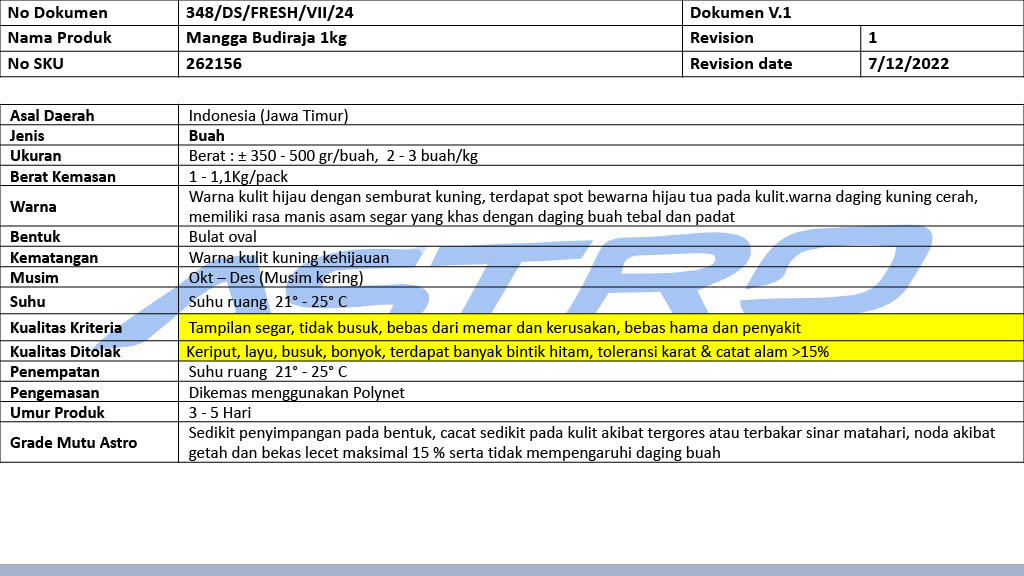 No Dokumen 348/DS/FRESH/VII/24 Dokumen V.1
Nama Produk Mangga Budiraja 1kg Revision 1
No SKU 262156 Revision date 7/12/2022
Asal Daerah Indonesia (Jawa Timur)
Jenis Buah
Ukuran Berat : ± 350 - 500 gr/buah, 2 - 3 buah/kg
Berat Kemasan 1 - 1,1Kg/pack
Warna Warna kulit hijau dengan semburat kuning, terdapat spot bewarna hijau tua pada kulit.warna daging kuning cerah,
memiliki rasa manis asam segar yang khas dengan daging buah tebal dan padat
Bentuk Bulat oval
Kematangan Warna kulit kuning kehijauan
Musim Okt – Des (Musim kering)
Suhu Suhu ruang 21° - 25° C
Kualitas Kriteria Tampilan segar, tidak busuk, bebas dari memar dan kerusakan, bebas hama dan penyakit
Kualitas Ditolak Keriput, layu, busuk, bonyok, terdapat banyak bintik hitam, toleransi karat & catat alam >15%
Penempatan Suhu ruang 21° - 25° C
Pengemasan Dikemas menggunakan Polynet
Umur Produk 3 - 5 Hari
Grade Mutu Astro Sedikit penyimpangan pada bentuk, cacat sedikit pada kulit akibat tergores atau terbakar sinar matahari, noda akibat
getah dan bekas lecet maksimal 15 % serta tidak mempengaruhi daging buah
ASTRO